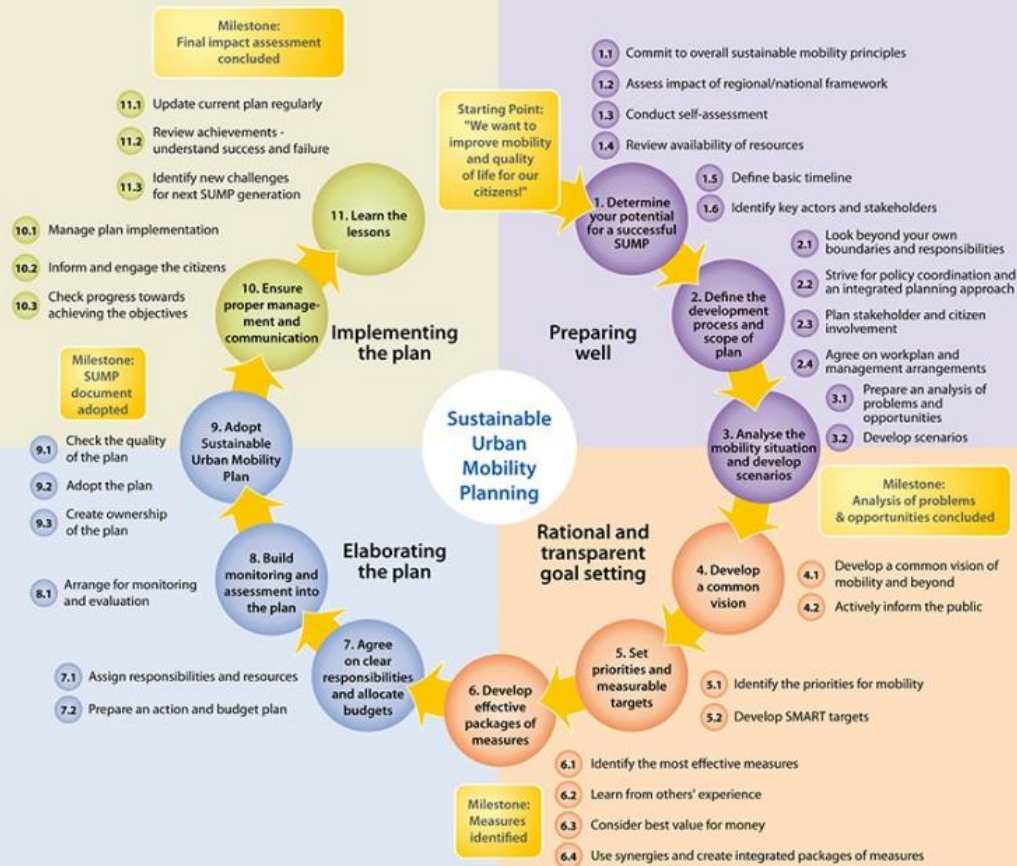 Milestone:
Final impact assessment
concluded
11.1 Update current plan regularly
11.2 Review achievements -
understand success and failure
11.3 Identify new challenges
for next SUMP generation
11. Learn the
lessons
10.1 Manage plan implementation
10.2 Inform and engage the citizens
10.3 Check progress towards
achieving the objectives
10. Ensure
proper manage-
ment and
communication
Implementing
the plan
Starting Point:
"We want to
improve mobility
and quality
of life for our
citizens!"
1.1 Commit to overall sustainable mobility principles
1.2 Assess impact of regional/national framework
1.3 Conduct self-assessment
1.4 Review availability of resources
1.5 Define basic timeline
1.6 Identify key actors and stakeholders
1. Determine
your potential
for a successful
SUMP
2.1 Look beyond your own
boundaries and responsibilities
2.2 Strive for policy coordination and
an integrated planning approach
2.3 Plan stakeholder and citizen
involvement
2.4 Agree on workplan and
management arrangements
2. Define the
development
process and
scope of
plan
Preparing
well
3.1 Prepare an analysis of
problems and
opportunities
3.2 Develop scenarios
3. Analyse the
mobility situation
and develop
scenarios
Milestone:
Analysis of problems
& opportunities concluded
Sustainable
Urban
Mobility
Planning
Rational and
transparent
goal setting
4. Develop
a common
vision
4.1 Develop a common vision of
mobility and beyond
4.2 Actively inform the public
5. Set
priorities and
measurable
targets
5.1 Identify the priorities for mobility
5.2 Develop SMART targets
6. Develop
effective
packages of
measures
6.1 Identify the most effective measures
6.2 Learn from others' experience
6.3 Consider best value for money
6.4 Use synergies and create integrated packages of measures
Milestone:
Measures
identified
Elaborating
the plan
7. Agree
on clear
responsibilities
and allocate
budgets
7.1 Assign responsibilities and resources
7.2 Prepare an action and budget plan
8. Build
monitoring and
assessment into
the plan
8.1 Arrange for monitoring
and evaluation
9. Adopt
Sustainable
Urban Mobility
Plan
9.1 Check the quality
of the plan
9.2 Adopt the plan
9.3 Create ownership
of the plan
Milestone:
SUMP
document
adopted